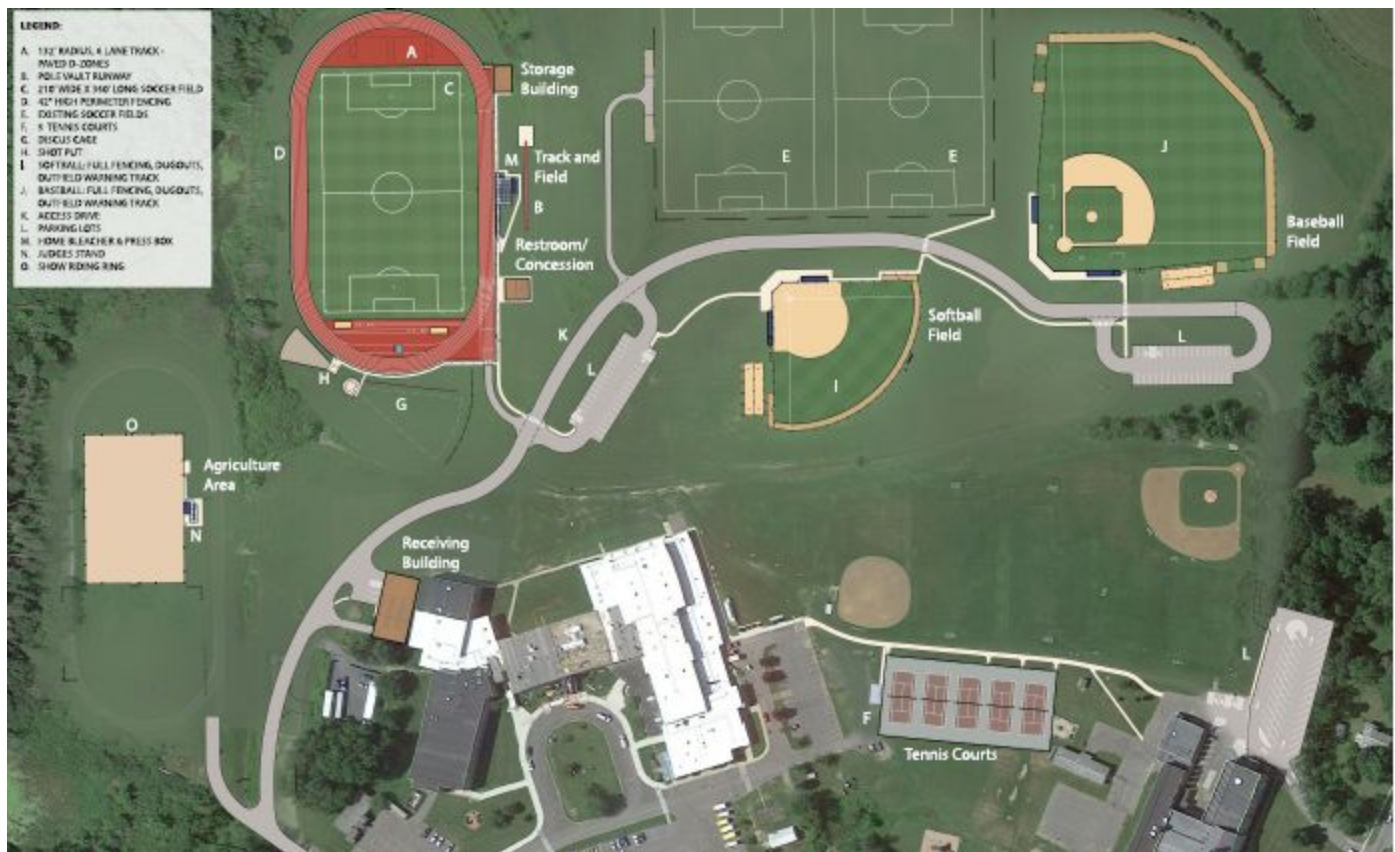 LEGEND:
A. 132' RADIUS, 6 LANE TRACK -
PAVED D-ZONES
B. POLE VAULT RUNWAY
C. 210' WIDE X 360' LONG SOCCER FIELD
D. 42" HIGH PERIMETER FENCING
E. EXISTING SOCCER FIELDS
F. 5 TENNIS COURTS
G. DISCUS CAGE
H. SHOT PUT
I. SOFTBALL: FULL FENCING, DUGOUTS,
OUTFIELD WARNING TRACK
J. BASEBALL: FULL FENCING, DUGOUTS,
OUTFIELD WARNING TRACK
K. ACCESS DRIVE
L. PARKING LOTS
M. HOME BLEACHER & PRESS BOX
N. JUDGES STAND
O. SHOW RIDING RING
A
C
Storage
Building
D
M
Track and
Field
B
E
E
J
Baseball
Field
Restroom/
Concession
K
L
Softball
Field
L
I
H
G
O
Agriculture
Area
N
Receiving
Building
L
F
Tennis Courts